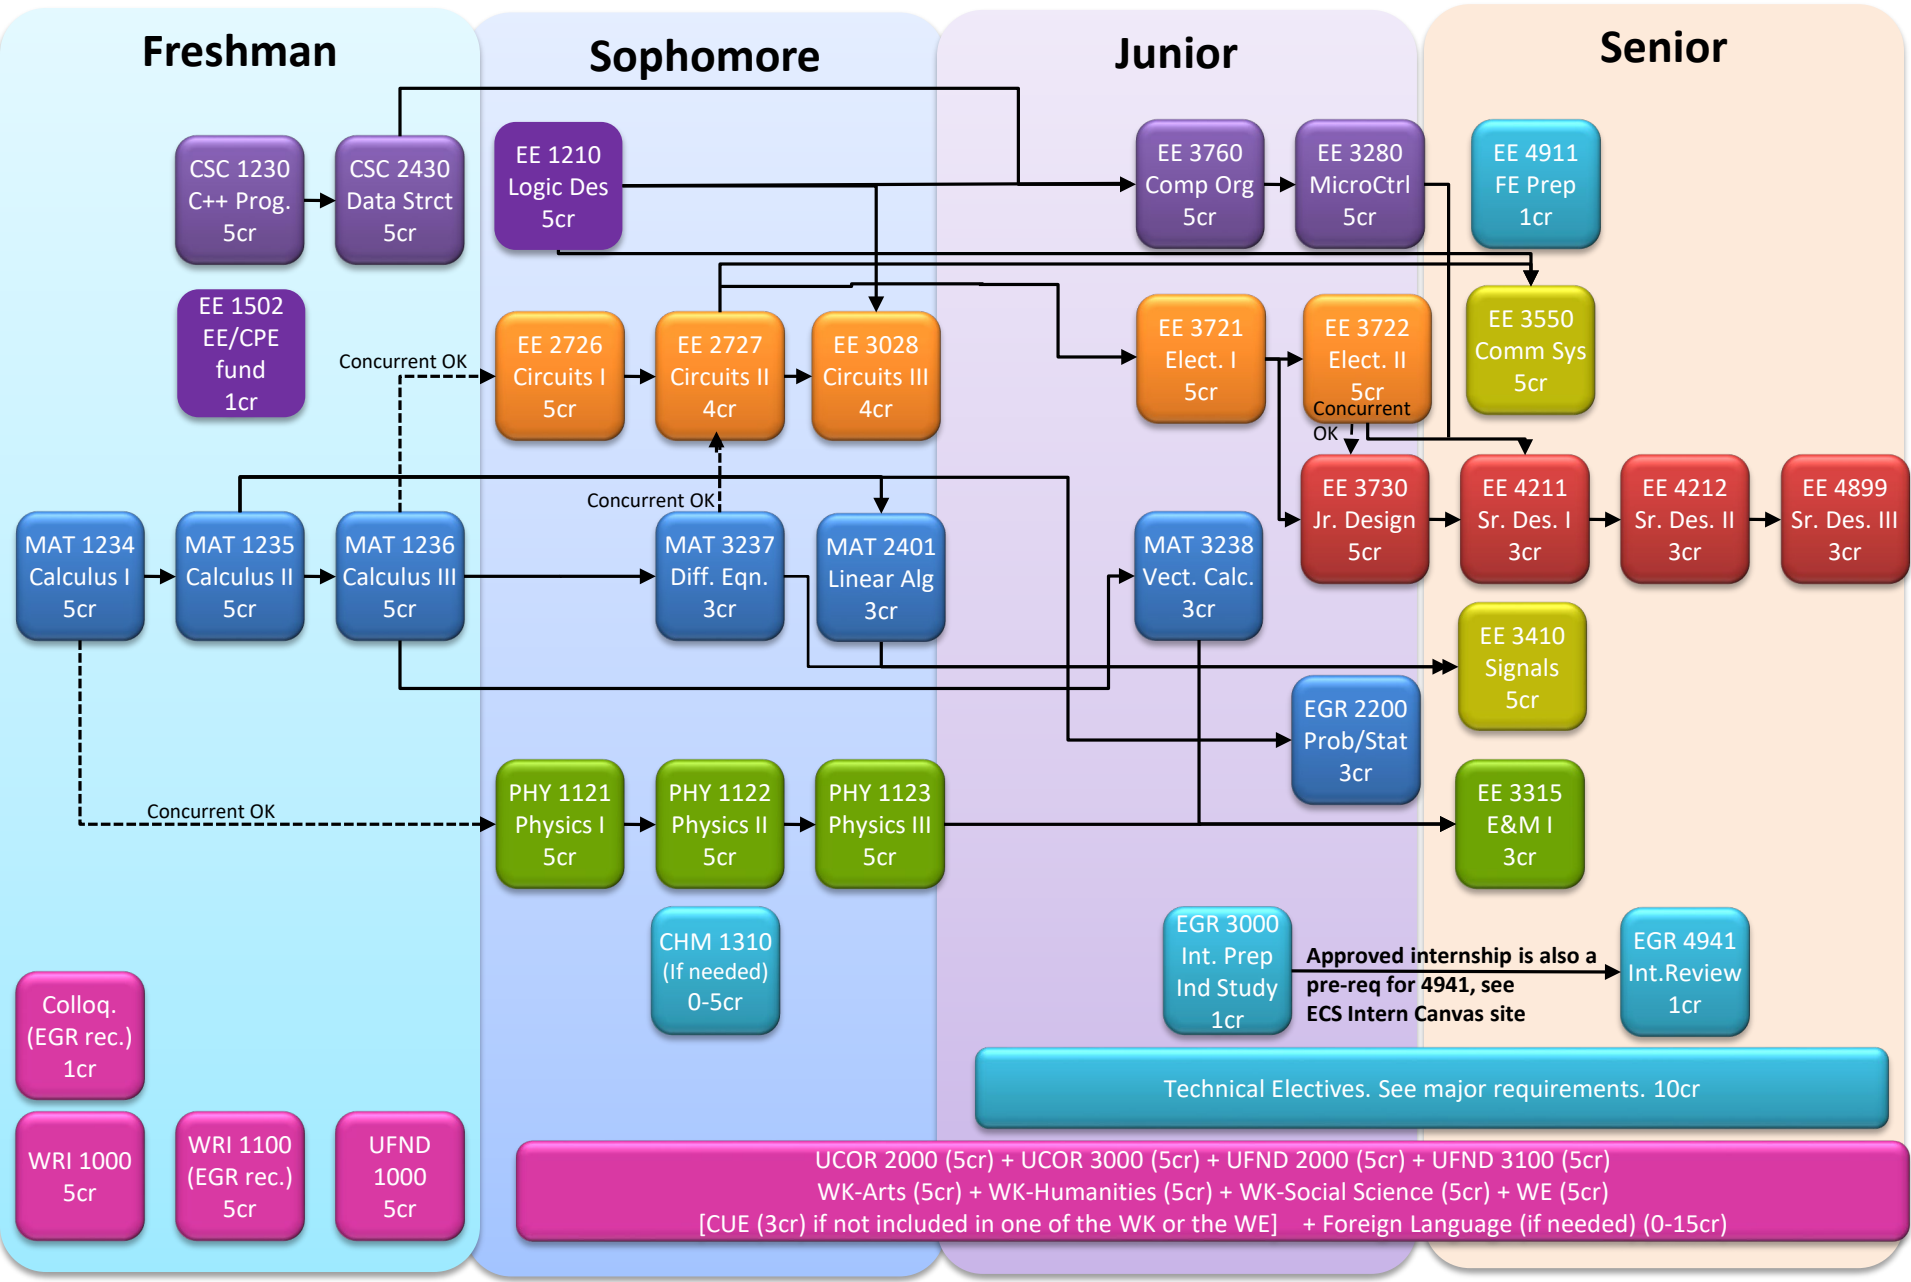 Freshman
Sophomore
Junior
Senior
CSC 1230
C++ Prog.
5cr
CSC 2430
Data Strct
5cr
EE 1210
Logic Des
5cr
EE 3760
Comp Org
5cr
EE 3280
MicroCtrl
5cr
EE 4911
FE Prep
1cr
EE 1502
EE/CPE
fund
1cr
Concurrent OK
EE 2726
Circuits I
5cr
EE 2727
Circuits II
4cr
EE 3028
Circuits III
4cr
EE 3721
Elect. I
5cr
EE 3722
Elect. II
5cr
Concurrent
OK
EE 3550
Comm Sys
5cr
Concurrent OK
MAT 1234
Calculus I
5cr
MAT 1235
Calculus II
5cr
MAT 1236
Calculus III
5cr
MAT 3237
Diff. Eqn.
3cr
MAT 2401
Linear Alg
3cr
MAT 3238
Vect. Calc.
3cr
EE 3730
Jr. Design
5cr
EE 4211
Sr. Des. I
3cr
EE 4212
Sr. Des. II
3cr
EE 4899
Sr. Des. III
3cr
EE 3410
Signals
5cr
EGR 2200
Prob/Stat
3cr
Concurrent OK
PHY 1121
Physics I
5cr
PHY 1122
Physics II
5cr
PHY 1123
Physics III
5cr
EE 3315
E&M I
3cr
CHM 1310
(If needed)
0-5cr
EGR 3000
Int. Prep
Ind Study
1cr
Approved internship is also a
pre-req for 4941, see
ECS Intern Canvas site
EGR 4941
Int.Review
1cr
Colloq.
(EGR rec.)
1cr
Technical Electives. See major requirements. 10cr
WRI 1000
5cr
WRI 1100
(EGR rec.)
5cr
UFND
1000
5cr
UCOR 2000 (5cr) + UCOR 3000 (5cr) + UFND 2000 (5cr) + UFND 3100 (5cr)
WK-Arts (5cr) + WK-Humanities (5cr) + WK-Social Science (5cr) + WE (5cr)
[CUE (3cr) if not included in one of the WK or the WE] + Foreign Language (if needed) (0-15cr)